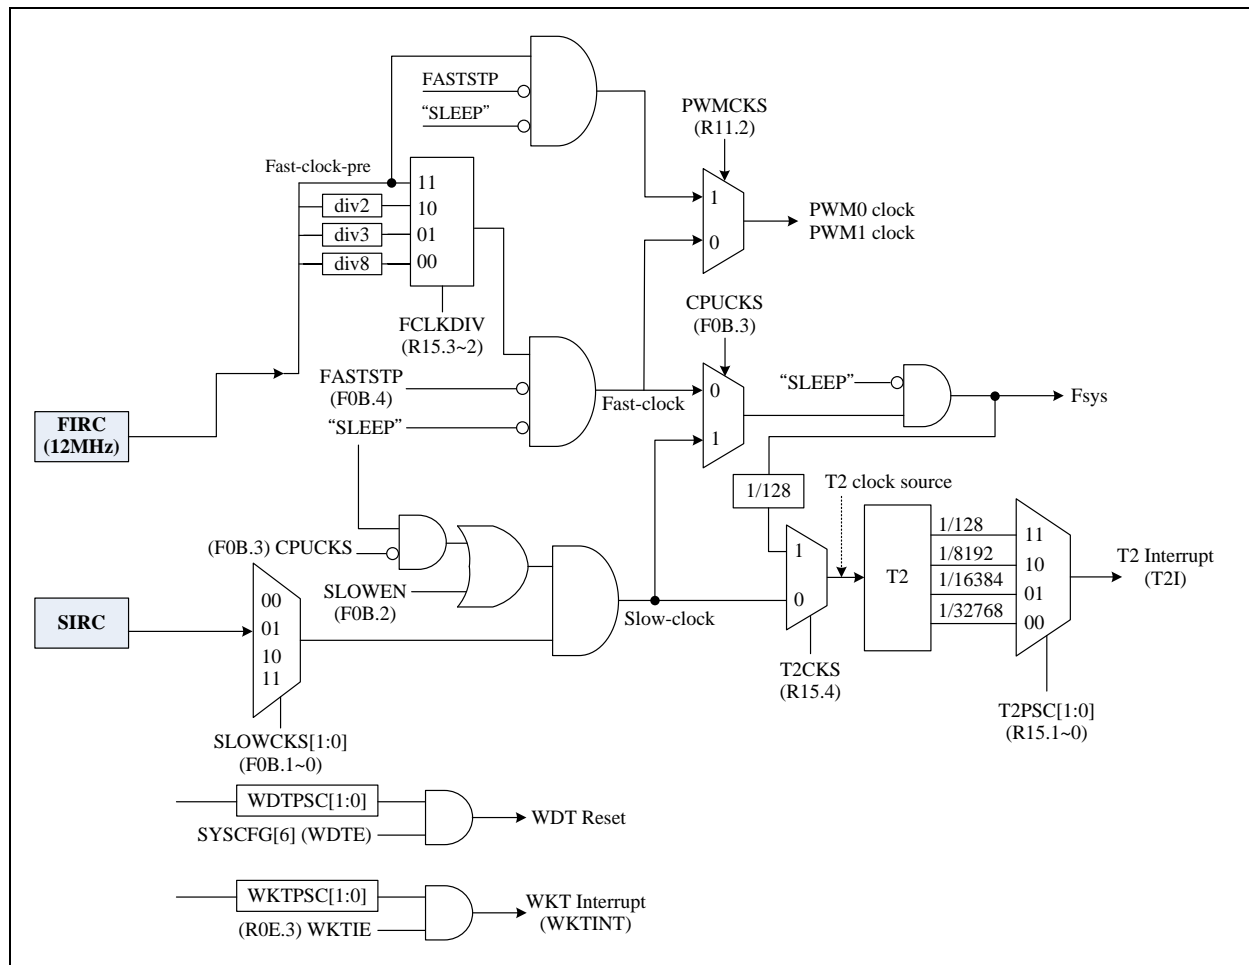 FASTSTP
“SLEEP”
PWMCKS
(R11.2)
Fast-clock-pre
11
div2
10
div3
01
div8
00
1
0
PWM0 clock
PWM1 clock
FCLKDIV
(R15.3~2)
CPUCKS
(F0B.3)
FASTSTP
(F0B.4)
“SLEEP”
Fast-clock
0
1
“SLEEP”
Fsys
FIRC
(12MHz)
1/128
T2 clock source
(F0B.3) CPUCKS
SLOWEN
(F0B.2)
Slow-clock
1
0
T2
1/128
1/8192
1/16384
1/32768
11
10
01
00
T2 Interrupt
(T2I)
SIRC
00
01
10
11
T2CKS
(R15.4)
T2PSC[1:0]
(R15.1~0)
SLOWCKS[1:0]
(F0B.1~0)
WDTPSC[1:0]
SYSCFG[6] (WDTE)
WDT Reset
WKTPSC[1:0]
(R0E.3) WKTIE
WKT Interrupt
(WKTINT)